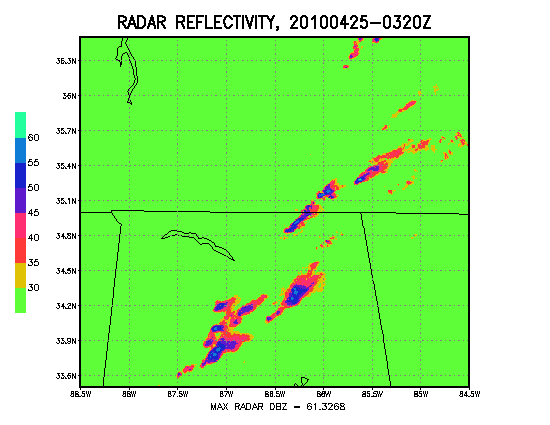 RADAR REFLECTIVITY, 20100425-0320Z
36.3N
36N
35.7N
35.4N
35.1N
34.8N
34.5N
34.2N
33.9N
33.6N
60
55
50
45
40
35
30
88.5W 88W 87.5W 87W 86.5W 86W 85.5W 85W 84.5W
MAX RADAR DBZ - 61.3268